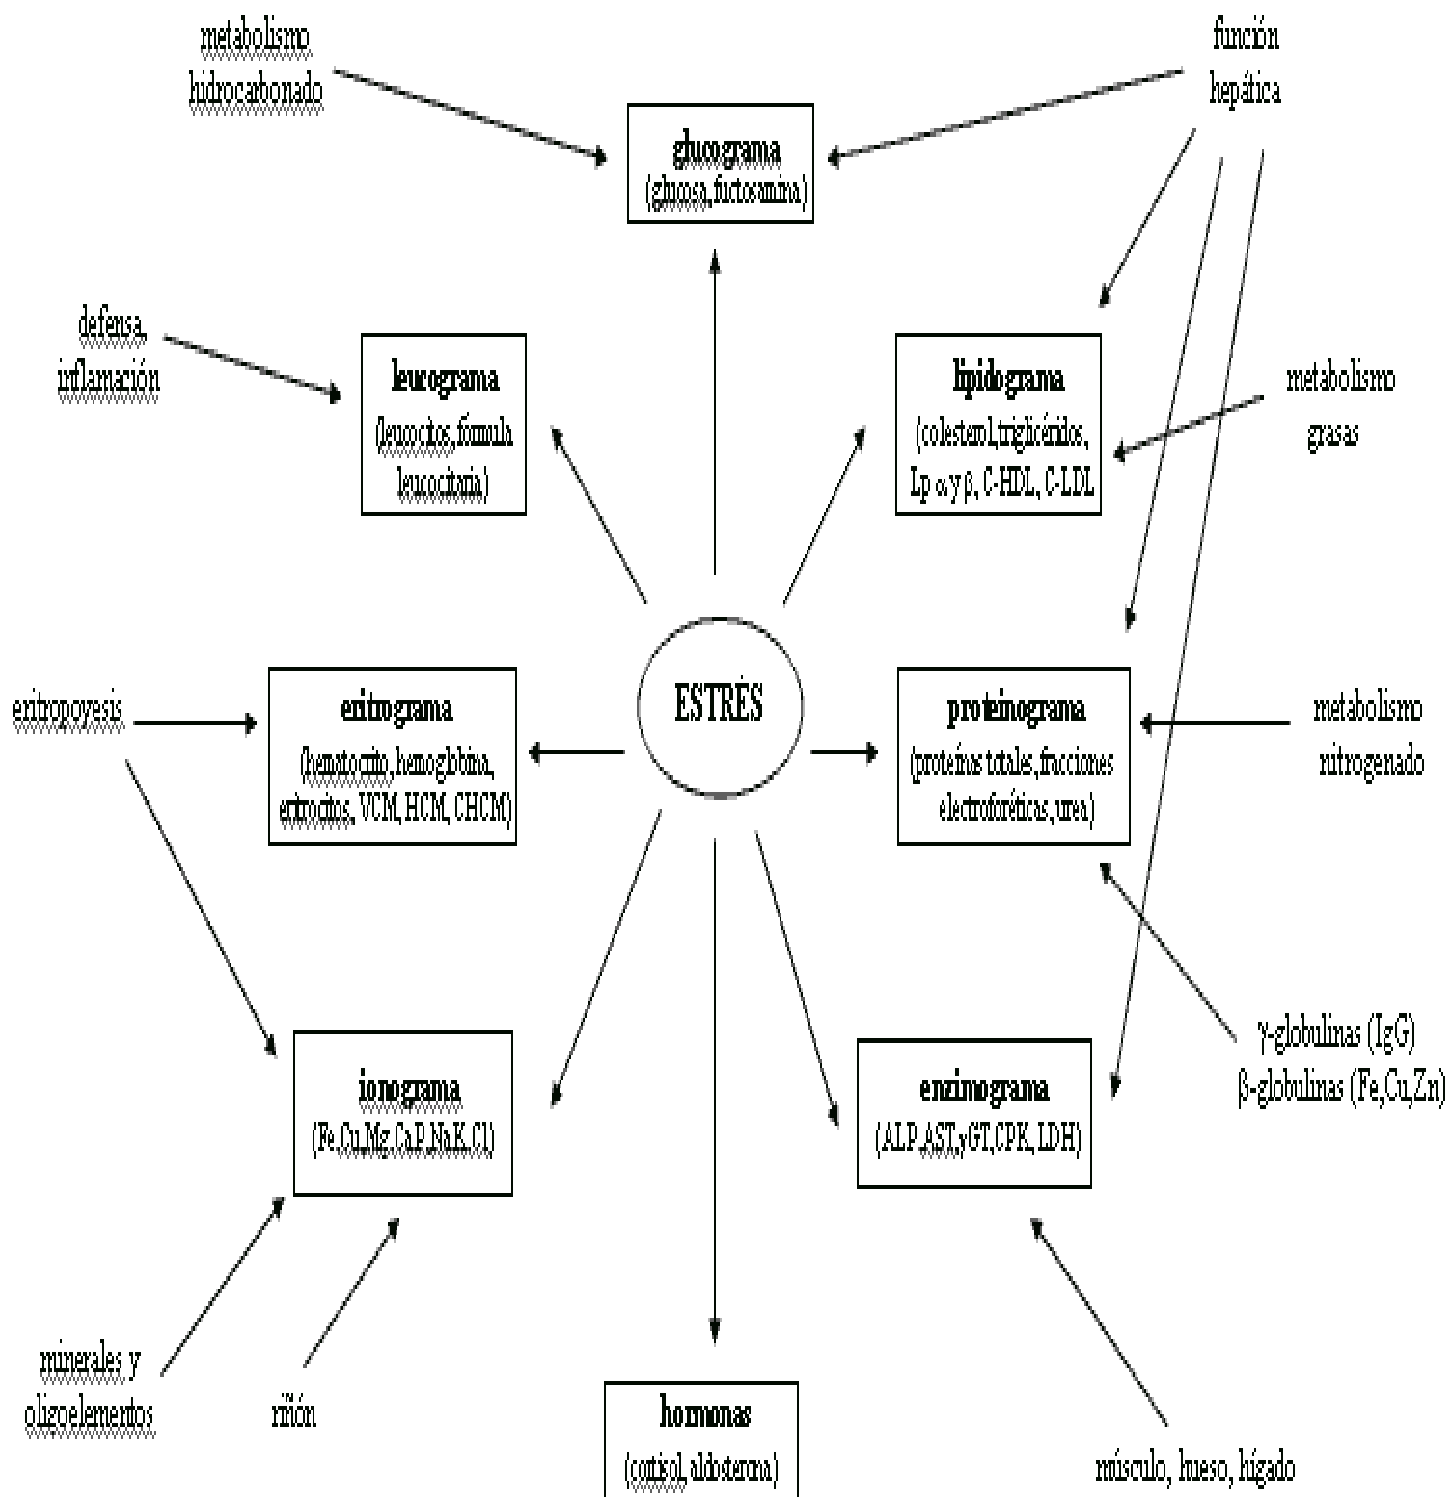 metabolismo
hidrocarbonado
función
hepática
glucograma
(glucosa, fuctosamina)
defensa,
inflamación
leucograma
(leucocitos, fórmula
leucocitaria)
lipidograma
(colesterol, triglicéridos,
Lp α y β, C-HDL, C-LDL
metabolismo
grasas
eritropoyesis
eritrograma
(hematocrito, hemoglobina,
eritrocitos, VCM, HCM, CHCM)
ESTRÉS
proteinograma
(proteínas totales, fracciones
electroforéticas, urea)
metabolismo
nitrogenado
ionograma
(Fe,Cu,Mg,Ca,P,Na,K,Cl)
enzimograma
(ALP,AST,γGT,CPK, LDH)
γ-globulinas (IgG)
β-globulinas (Fe,Cu,Zn)
minerales y
oligoelementos
riñón
hormonas
(cortisol, aldosterona)
músculo, hueso, hígado